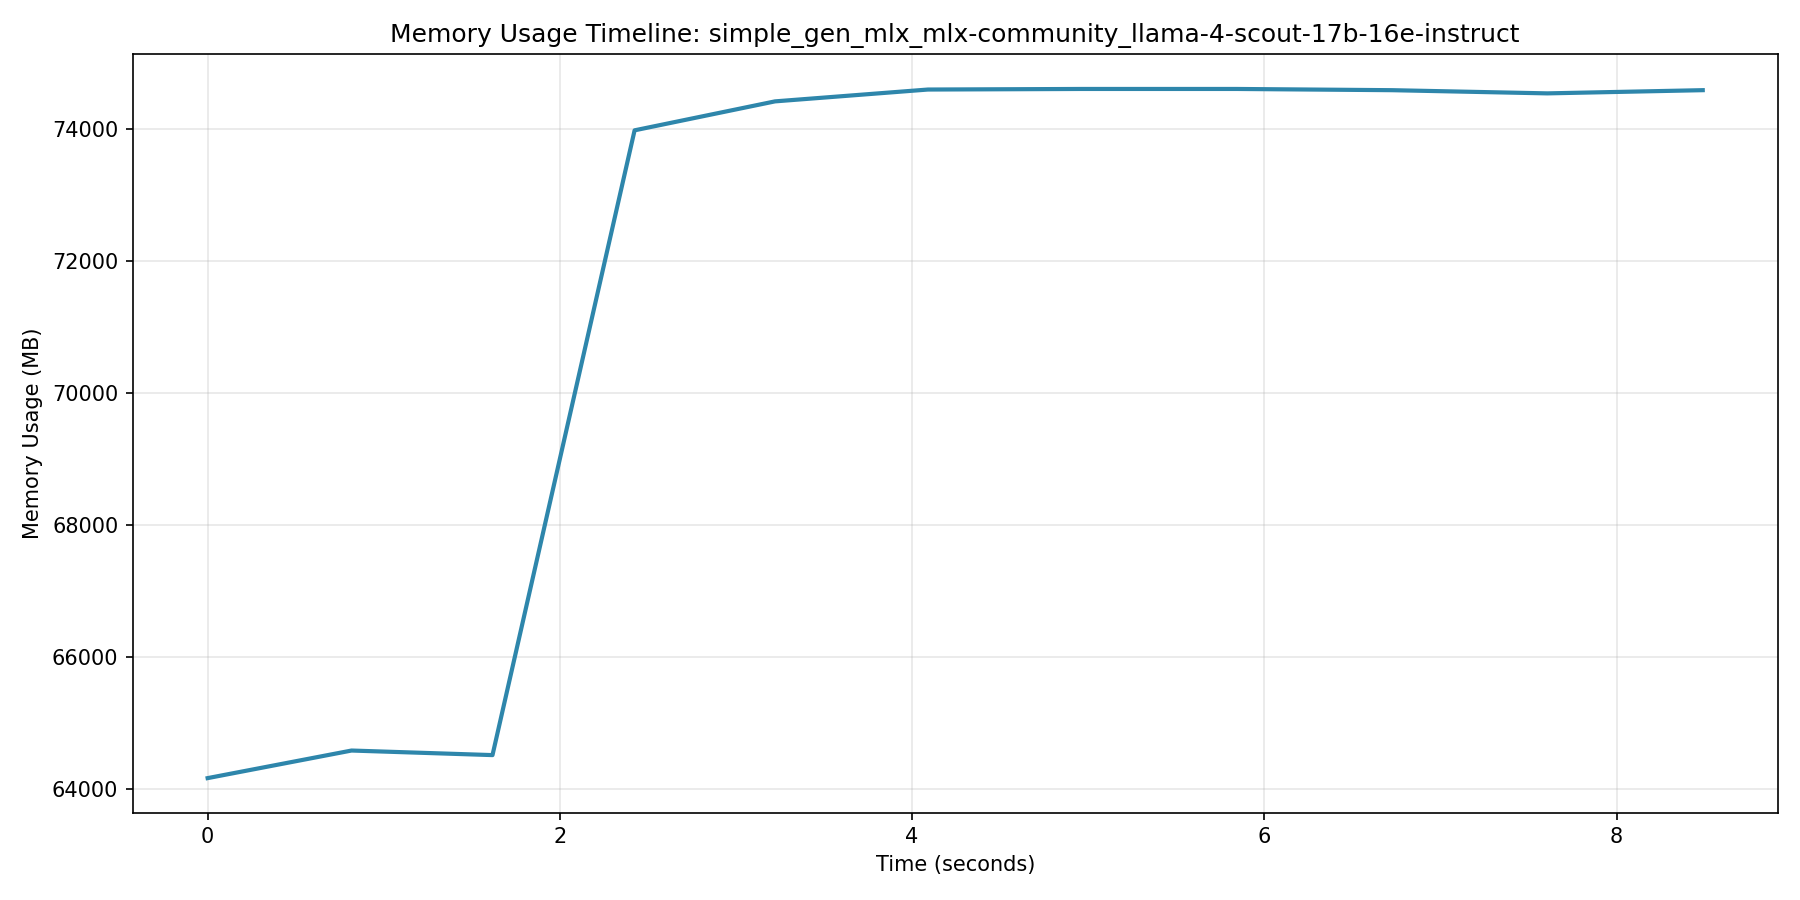 Memory Usage Timeline: simple_gen_mlx_mlx-community_llama-4-scout-17b-16e-instruct
Memory Usage (MB)
74000
72000
70000
68000
66000
64000
0 2 4 6 8
Time (seconds)